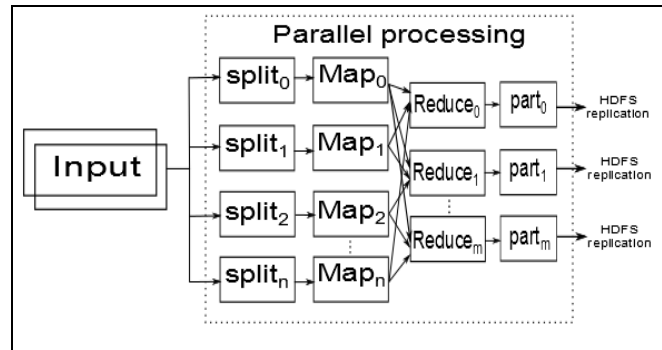 Parallel processing
Input
split₀ Map₀
split₁ Map₁
split₂ Map₂
splitₙ Mapₙ
Reduce₀ part₀
Reduce₁ part₁
Reduceₘ partₘ
HDFS
replication
HDFS
replication
HDFS
replication